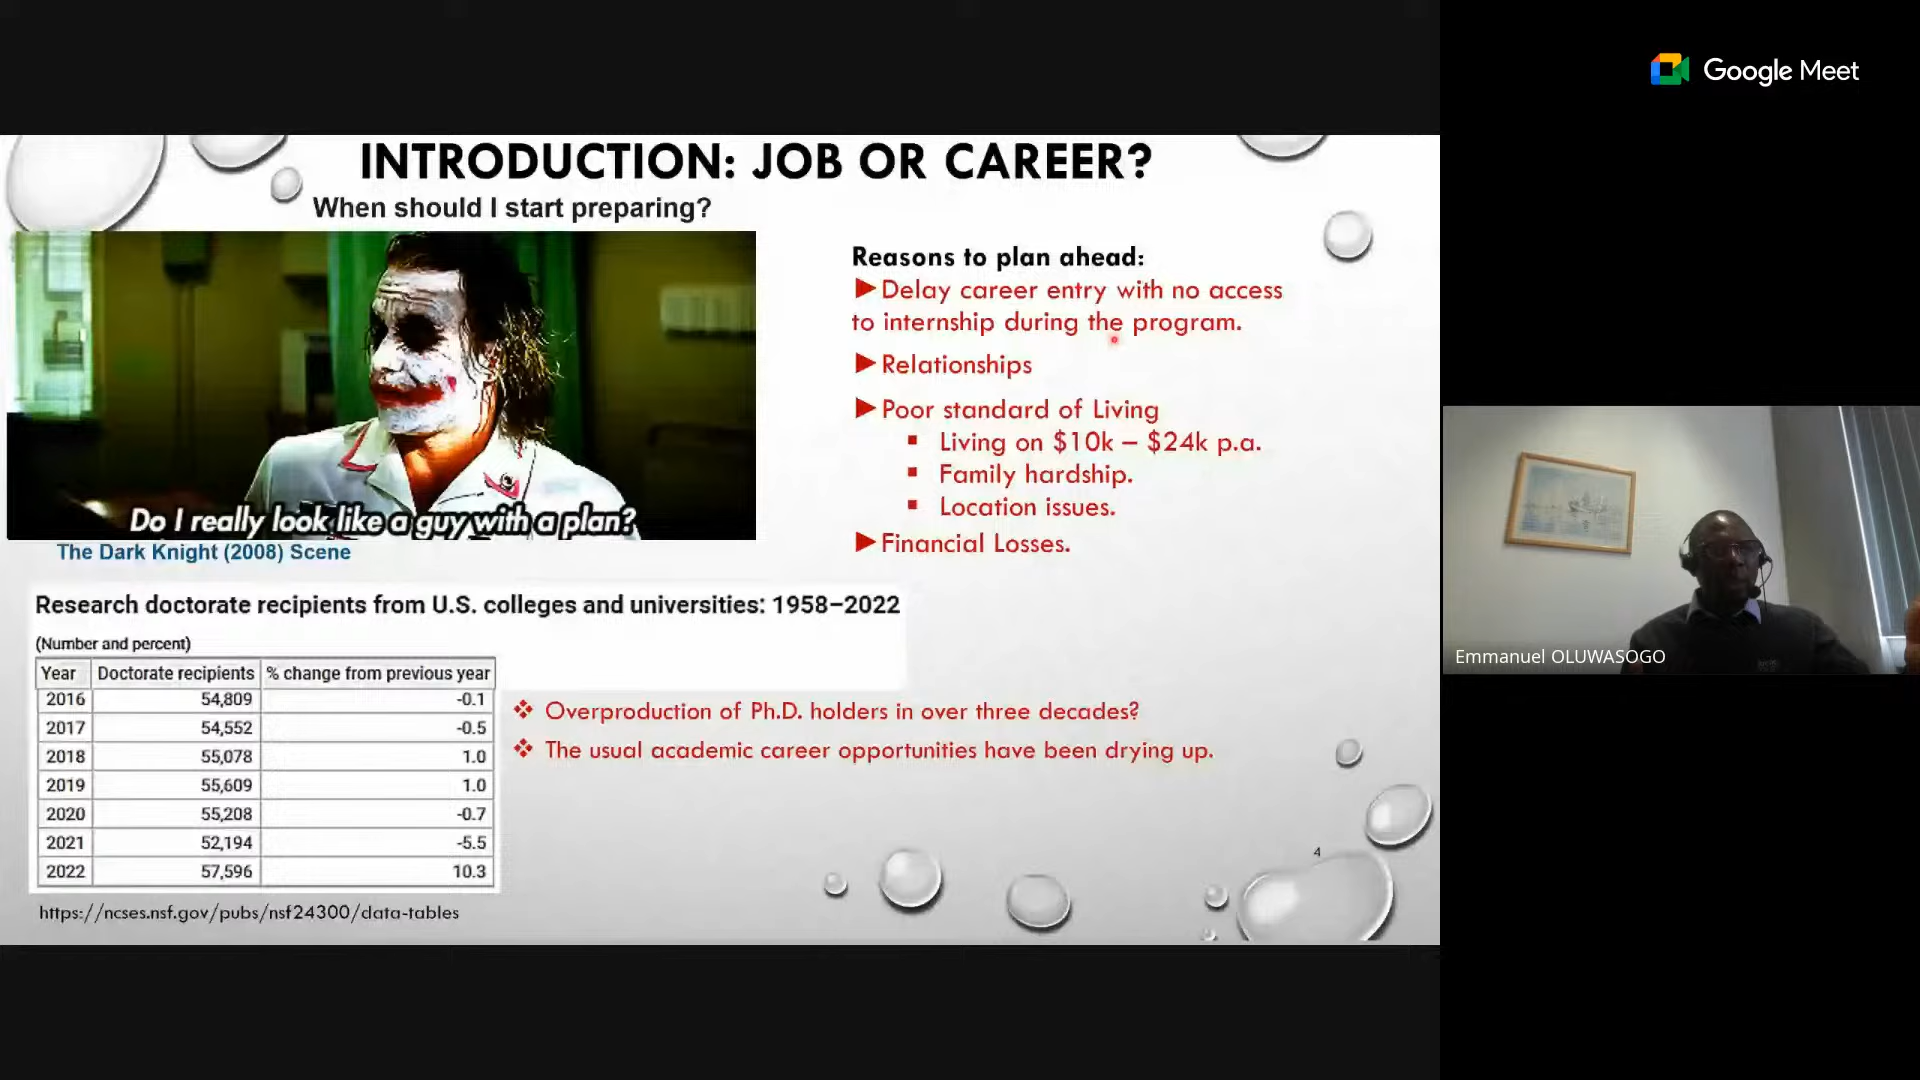 Google Meet
INTRODUCTION: JOB OR CAREER?
When should I start preparing?
Do I really look like a guy with a plan?
The Dark Knight (2008) Scene
Reasons to plan ahead:
►Delay career entry with no access
to internship during the program.
►Relationships
►Poor standard of Living
▪ Living on $10k – $24k p.a.
▪ Family hardship.
▪ Location issues.
►Financial Losses.
Research doctorate recipients from U.S. colleges and universities: 1958–2022
(Number and percent)
Year Doctorate recipients % change from previous year
2016 54,809 -0.1
2017 54,552 -0.5
2018 55,078 1.0
2019 55,609 1.0
2020 55,208 -0.7
2021 52,194 -5.5
2022 57,596 10.3
https://ncses.nsf.gov/pubs/nsf24300/data-tables
❖ Overproduction of Ph.D. holders in over three decades?
❖ The usual academic career opportunities have been drying up.
4
Emmanuel OLUWASOGO